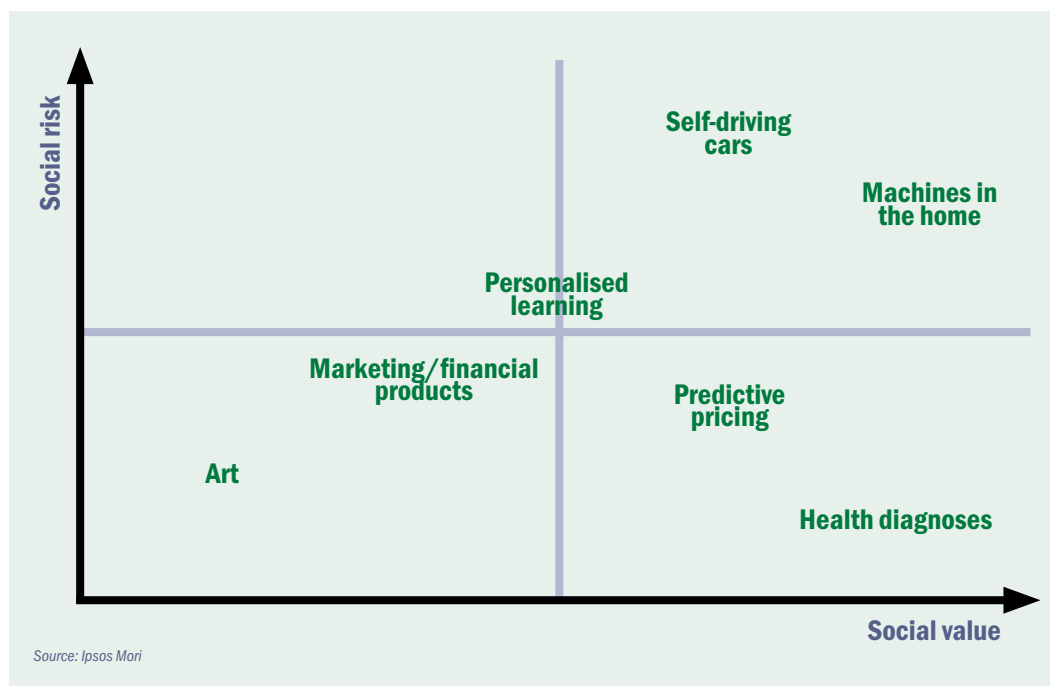 Social risk
Self-driving
cars
Machines in
the home
Personalised
learning
Marketing/financial
products
Predictive
pricing
Art
Health diagnoses
Social value
Source: Ipsos Mori